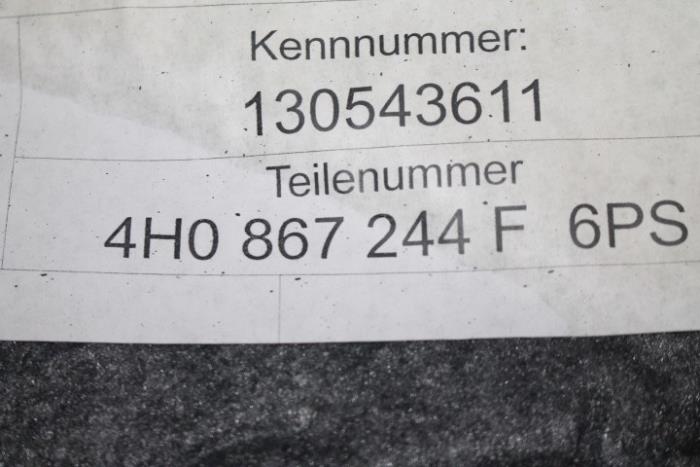 Kennnummer:
130543611
Teilenummer
4H0 867 244 F 6PS